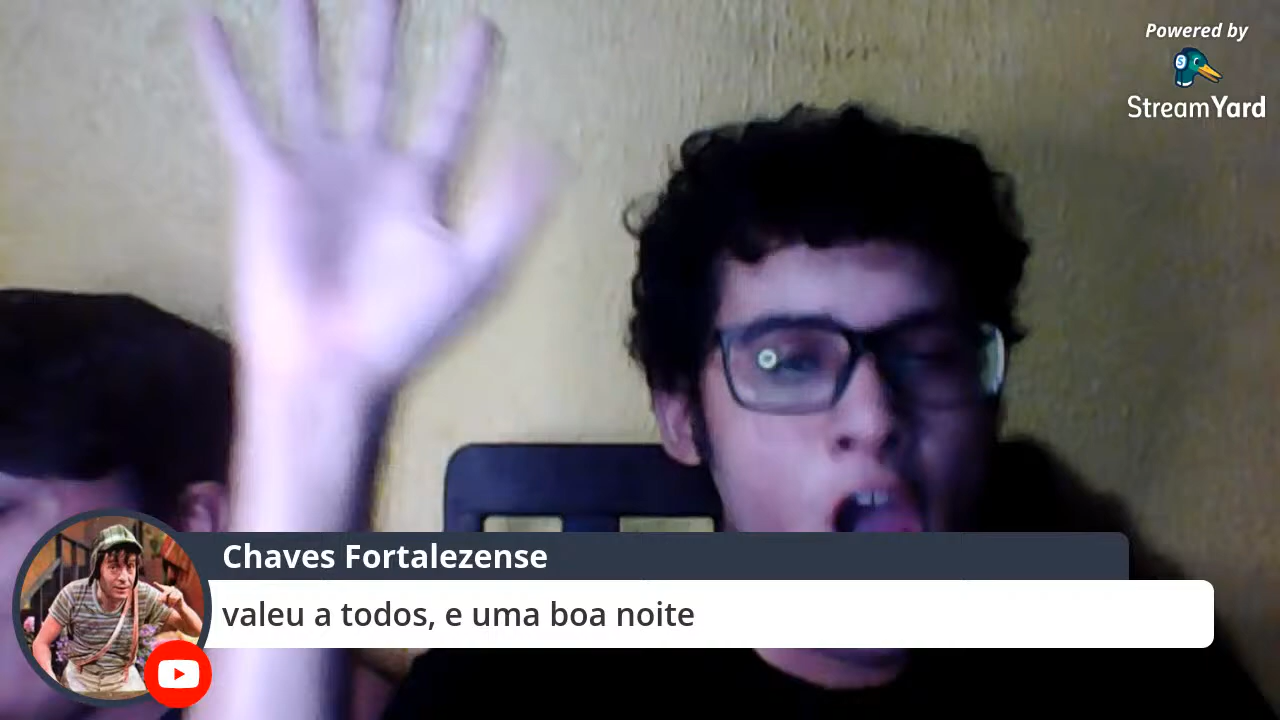 Powered by
StreamYard
Chaves Fortalezense
valeu a todos, e uma boa noite